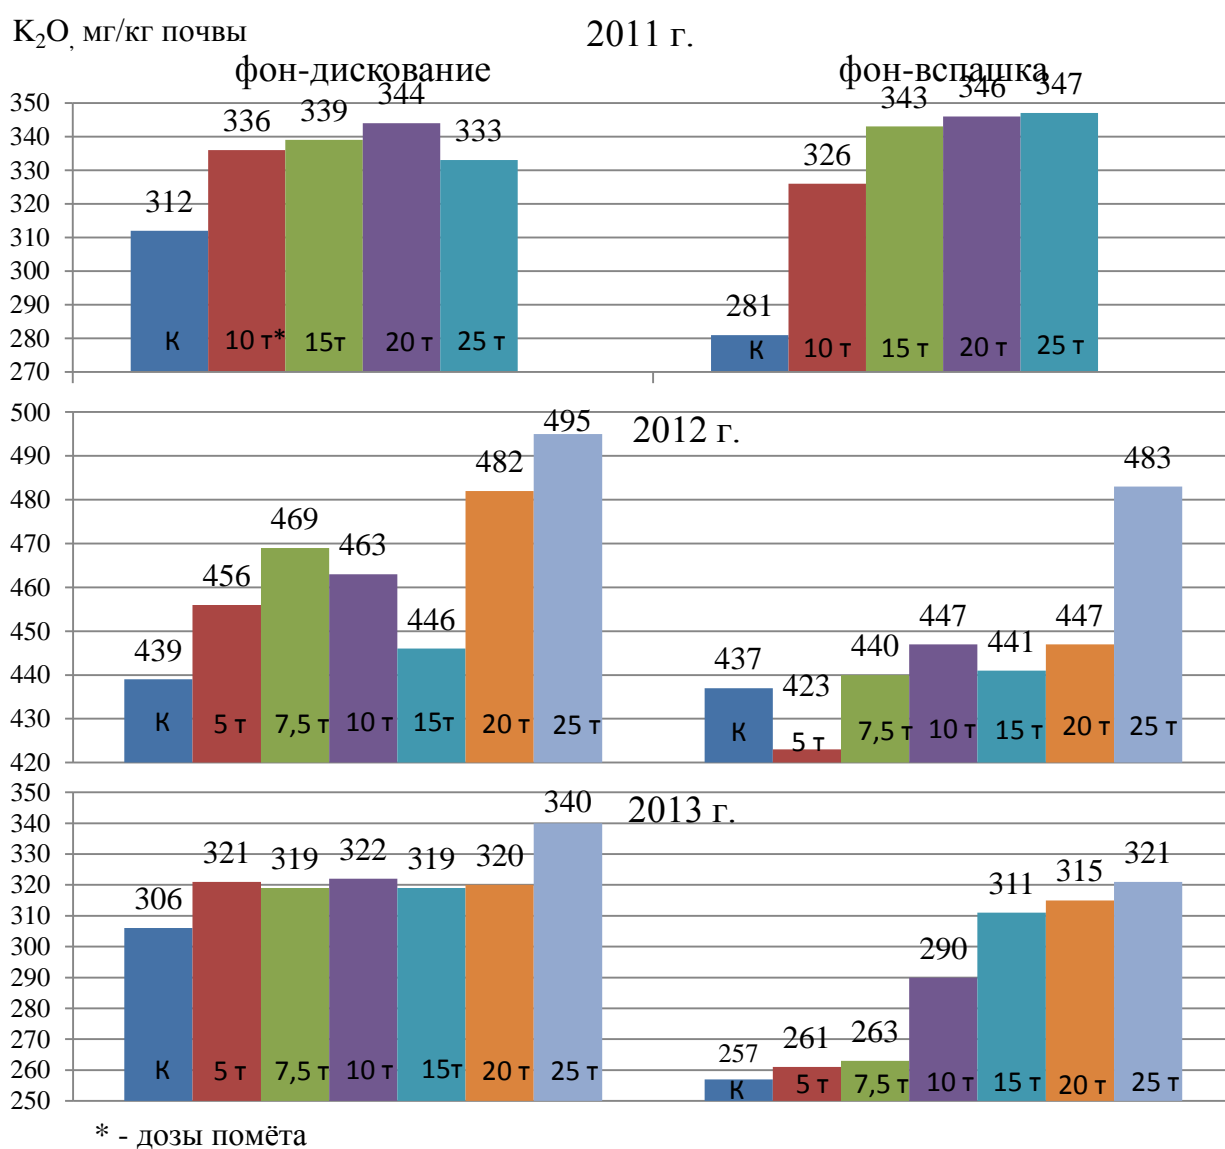 K₂O, мг/кг почвы
2011 г.
фон-дискование
фон-вспашка
350
340
330
320
310
300
290
280
270
312
336
339
344
333
281
326
343
346
347
К
10 т*
15т
20 т
25 т
К
10 т
15 т
20 т
25 т
2012 г.
500
490
480
470
460
450
440
430
420
439
456
469
463
446
482
495
437
423
440
447
441
447
483
К
5 т
7,5 т
10 т
15т
20 т
25 т
К
5 т
7,5 т
10 т
15 т
20 т
25 т
2013 г.
350
340
330
320
310
300
290
280
270
260
250
306
321
319
322
319
320
340
257
261
263
290
311
315
321
К
5 т
7,5 т
10 т
15т
20 т
25 т
К
5 т
7,5 т
10 т
15 т
20 т
25 т
* - дозы помёта